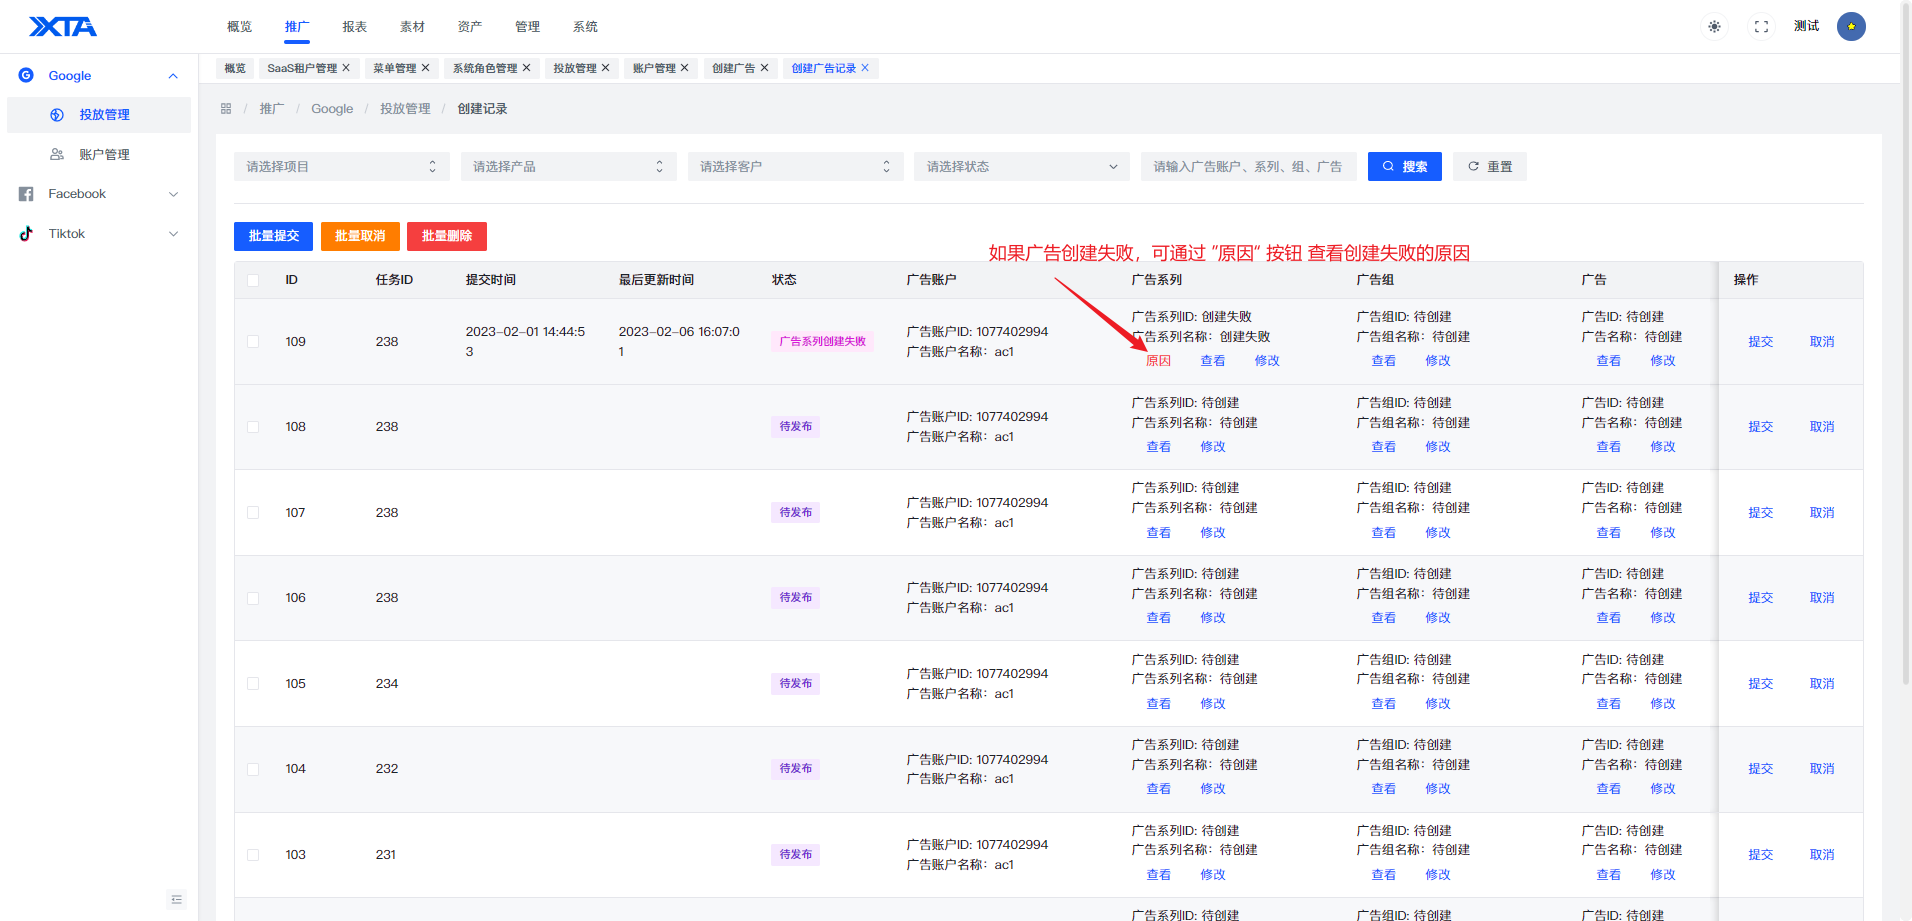 XXTA
概览
推广
报表
素材
资产
管理
系统
测试
Google
投放管理
账户管理
Facebook
Tiktok
概览
SaaS租户管理
菜单管理
系统角色管理
投放管理
账户管理
创建广告
创建广告记录
/ 推广 / Google / 投放管理 / 创建记录
请选择项目
请选择产品
请选择客户
请选择状态
请输入广告账户、系列、组、广告
搜索
重置
批量提交
批量取消
批量删除
如果广告创建失败，可通过 “原因” 按钮 查看创建失败的原因
ID 任务ID 提交时间 最后更新时间 状态 广告账户 广告系列 广告组 广告 操作
109
238
2023-02-01 14:44:5
3
2023-02-06 16:07:0
1
广告系列创建失败
广告账户ID: 1077402994
广告账户名称：ac1
广告系列ID: 创建失败
广告系列名称：创建失败
原因 查看 修改
广告组ID: 待创建
广告组名称：待创建
查看 修改
广告ID: 待创建
广告名称：待创建
查看 修改
提交 取消
108
238
待发布
广告账户ID: 1077402994
广告账户名称：ac1
广告系列ID: 待创建
广告系列名称：待创建
查看 修改
广告组ID: 待创建
广告组名称：待创建
查看 修改
广告ID: 待创建
广告名称：待创建
查看 修改
提交 取消
107
238
待发布
广告账户ID: 1077402994
广告账户名称：ac1
广告系列ID: 待创建
广告系列名称：待创建
查看 修改
广告组ID: 待创建
广告组名称：待创建
查看 修改
广告ID: 待创建
广告名称：待创建
查看 修改
提交 取消
106
238
待发布
广告账户ID: 1077402994
广告账户名称：ac1
广告系列ID: 待创建
广告系列名称：待创建
查看 修改
广告组ID: 待创建
广告组名称：待创建
查看 修改
广告ID: 待创建
广告名称：待创建
查看 修改
提交 取消
105
234
待发布
广告账户ID: 1077402994
广告账户名称：ac1
广告系列ID: 待创建
广告系列名称：待创建
查看 修改
广告组ID: 待创建
广告组名称：待创建
查看 修改
广告ID: 待创建
广告名称：待创建
查看 修改
提交 取消
104
232
待发布
广告账户ID: 1077402994
广告账户名称：ac1
广告系列ID: 待创建
广告系列名称：待创建
查看 修改
广告组ID: 待创建
广告组名称：待创建
查看 修改
广告ID: 待创建
广告名称：待创建
查看 修改
提交 取消
103
231
待发布
广告账户ID: 1077402994
广告账户名称：ac1
广告系列ID: 待创建
广告系列名称：待创建
查看 修改
广告组ID: 待创建
广告组名称：待创建
查看 修改
广告ID: 待创建
广告名称：待创建
查看 修改
提交 取消
广告系列ID: 待创建
广告组ID: 待创建
广告ID: 待创建